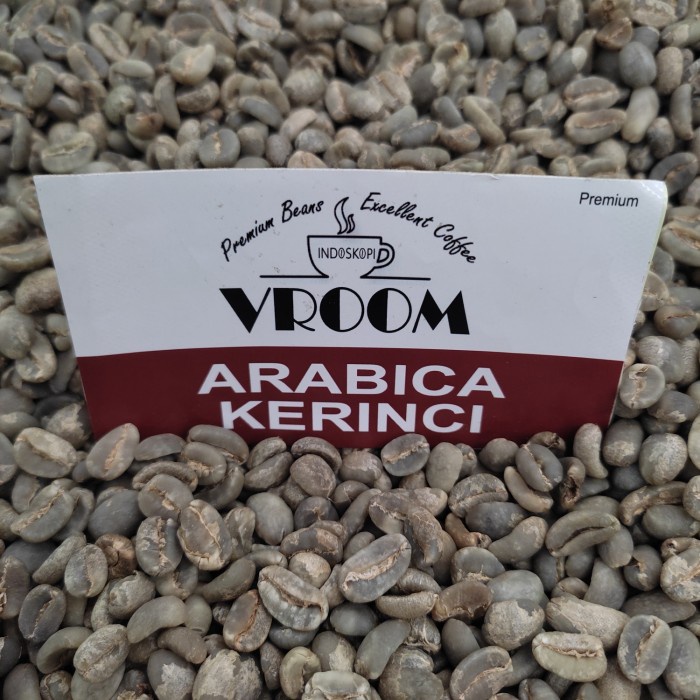 Premium
Premium Beans Excellent Coffee
INDOSKOPI
VROOM
ARABICA
KERINCI